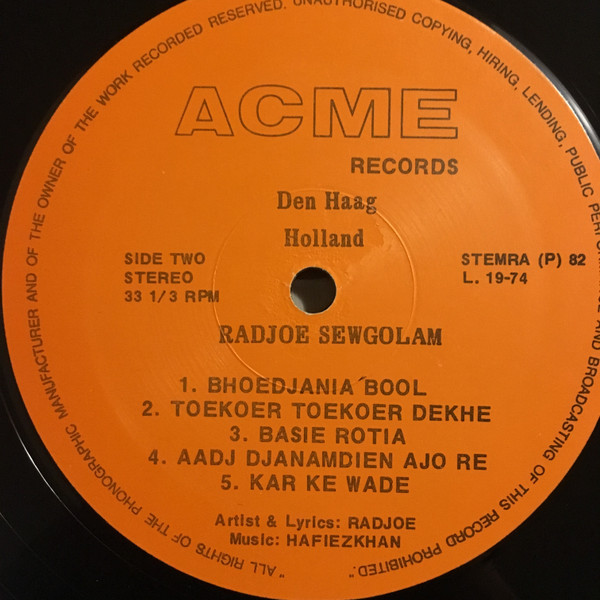 "ALL RIGHTS OF THE PHONOGRAPHIC MANUFACTURER AND OF THE OWNER OF THE WORK RECORDED RESERVED. UNAUTHORISED COPYING, HIRING, LENDING, PUBLIC PERFORMANCE AND BROADCASTING OF THIS RECORD PROHIBITED."
ACME
RECORDS
Den Haag
Holland
SIDE TWO
STEREO
33 1/3 RPM
STEMRA (P) 82
L. 19-74
RADJOE SEWGOLAM
1. BHOEDJANIA´BOOL
2. TOEKOER TOEKOER DEKHE
3. BASIE ROTIA
4. AADJ DJANAMDIEN AJO RE
5. KAR KE WADE
Artist & Lyrics: RADJOE
Music: HAFIEZKHAN